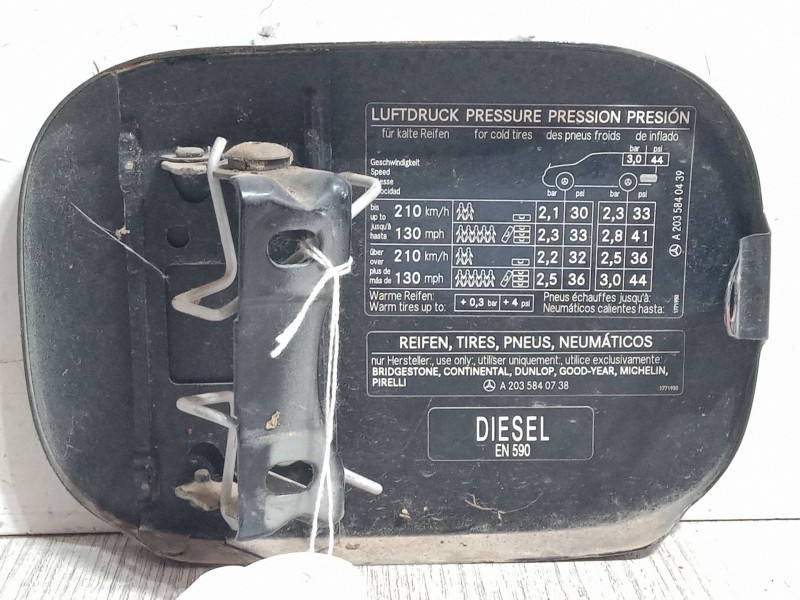 LUFTDRUCK PRESSURE PRESSION PRESIÓN
für kalte Reifen for cold tires des pneus froids de inflado
bar psi
3,0 44
Geschwindigkeit
Speed
bar psi bar psi
bis
up to 210 km/h 2,1 30 2,3 33
jusqu'à
hasta 130 mph 2,3 33 2,8 41
über
over 210 km/h 2,2 32 2,5 36
plus de
más de 130 mph 2,5 36 3,0 44
Warme Reifen: Pneus échauffes jusqu'à:
Warm tires up to: + 0,3 bar + 4 psi Neumáticos calientes hasta:
A 203 584 04 39
1771950
REIFEN, TIRES, PNEUS, NEUMÁTICOS
nur Hersteller:, use only:, utiliser uniquement:, utilice exclusivamente:
BRIDGESTONE, CONTINENTAL, DUNLOP, GOOD-YEAR, MICHELIN,
PIRELLI
A 203 584 07 38 1771950
DIESEL
EN 590